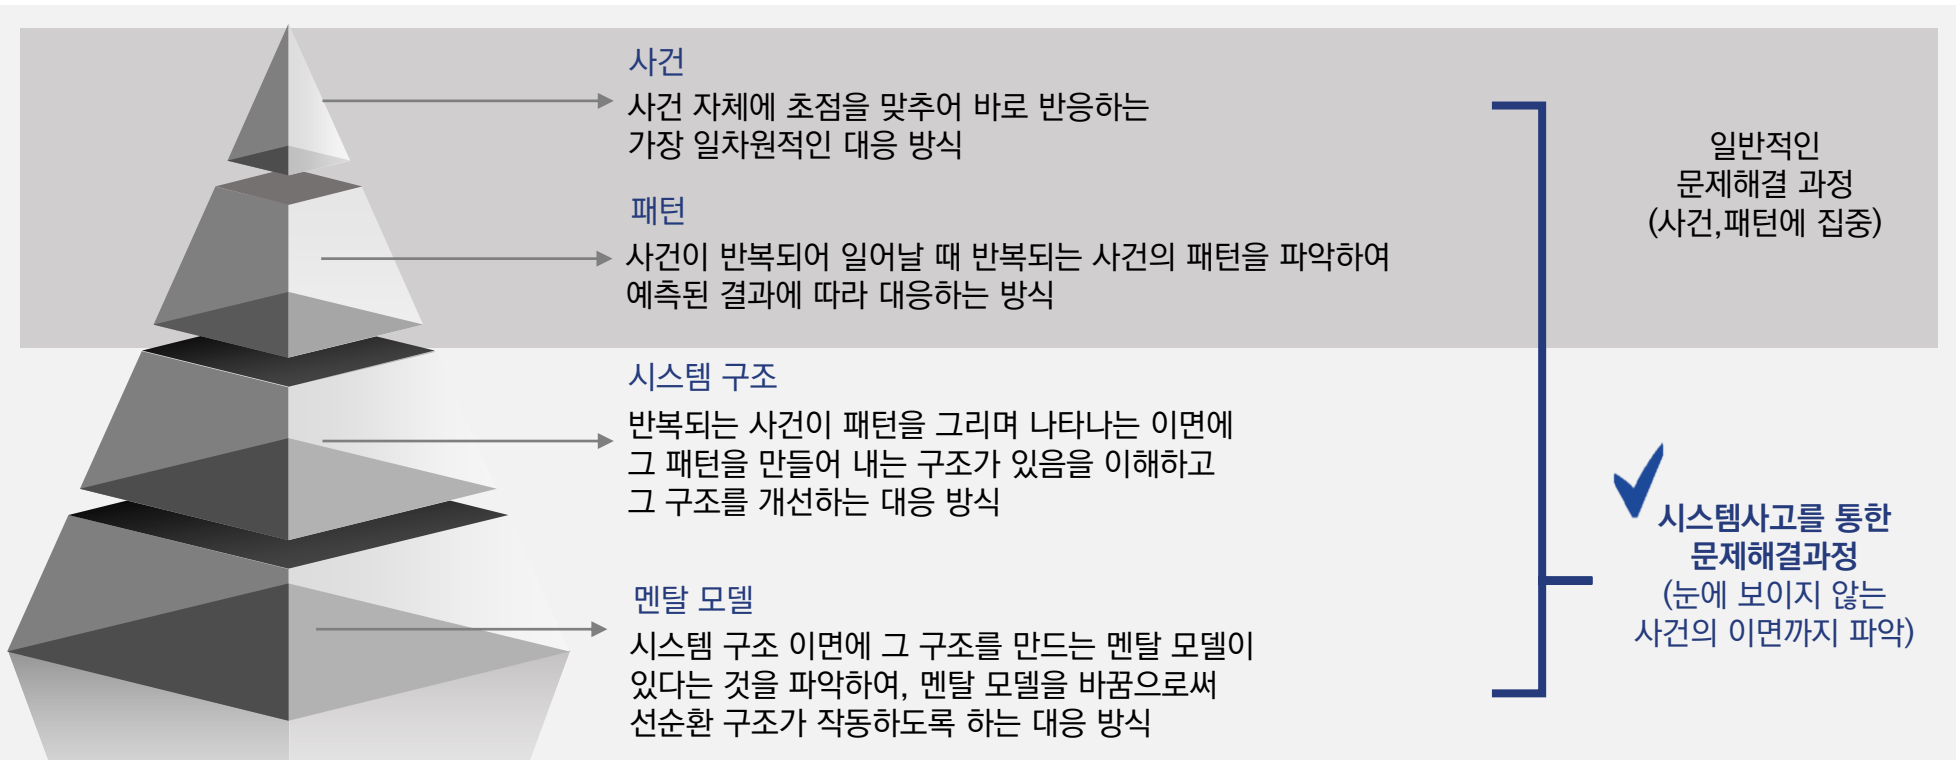 사건
사건 자체에 초점을 맞추어 바로 반응하는
가장 일차원적인 대응 방식
패턴
사건이 반복되어 일어날 때 반복되는 사건의 패턴을 파악하여
예측된 결과에 따라 대응하는 방식
일반적인
문제해결 과정
(사건,패턴에 집중)
시스템 구조
반복되는 사건이 패턴을 그리며 나타나는 이면에
그 패턴을 만들어 내는 구조가 있음을 이해하고
그 구조를 개선하는 대응 방식
멘탈 모델
시스템 구조 이면에 그 구조를 만드는 멘탈 모델이
있다는 것을 파악하여, 멘탈 모델을 바꿈으로써
선순환 구조가 작동하도록 하는 대응 방식
시스템사고를 통한
문제해결과정
(눈에 보이지 않는
사건의 이면까지 파악)